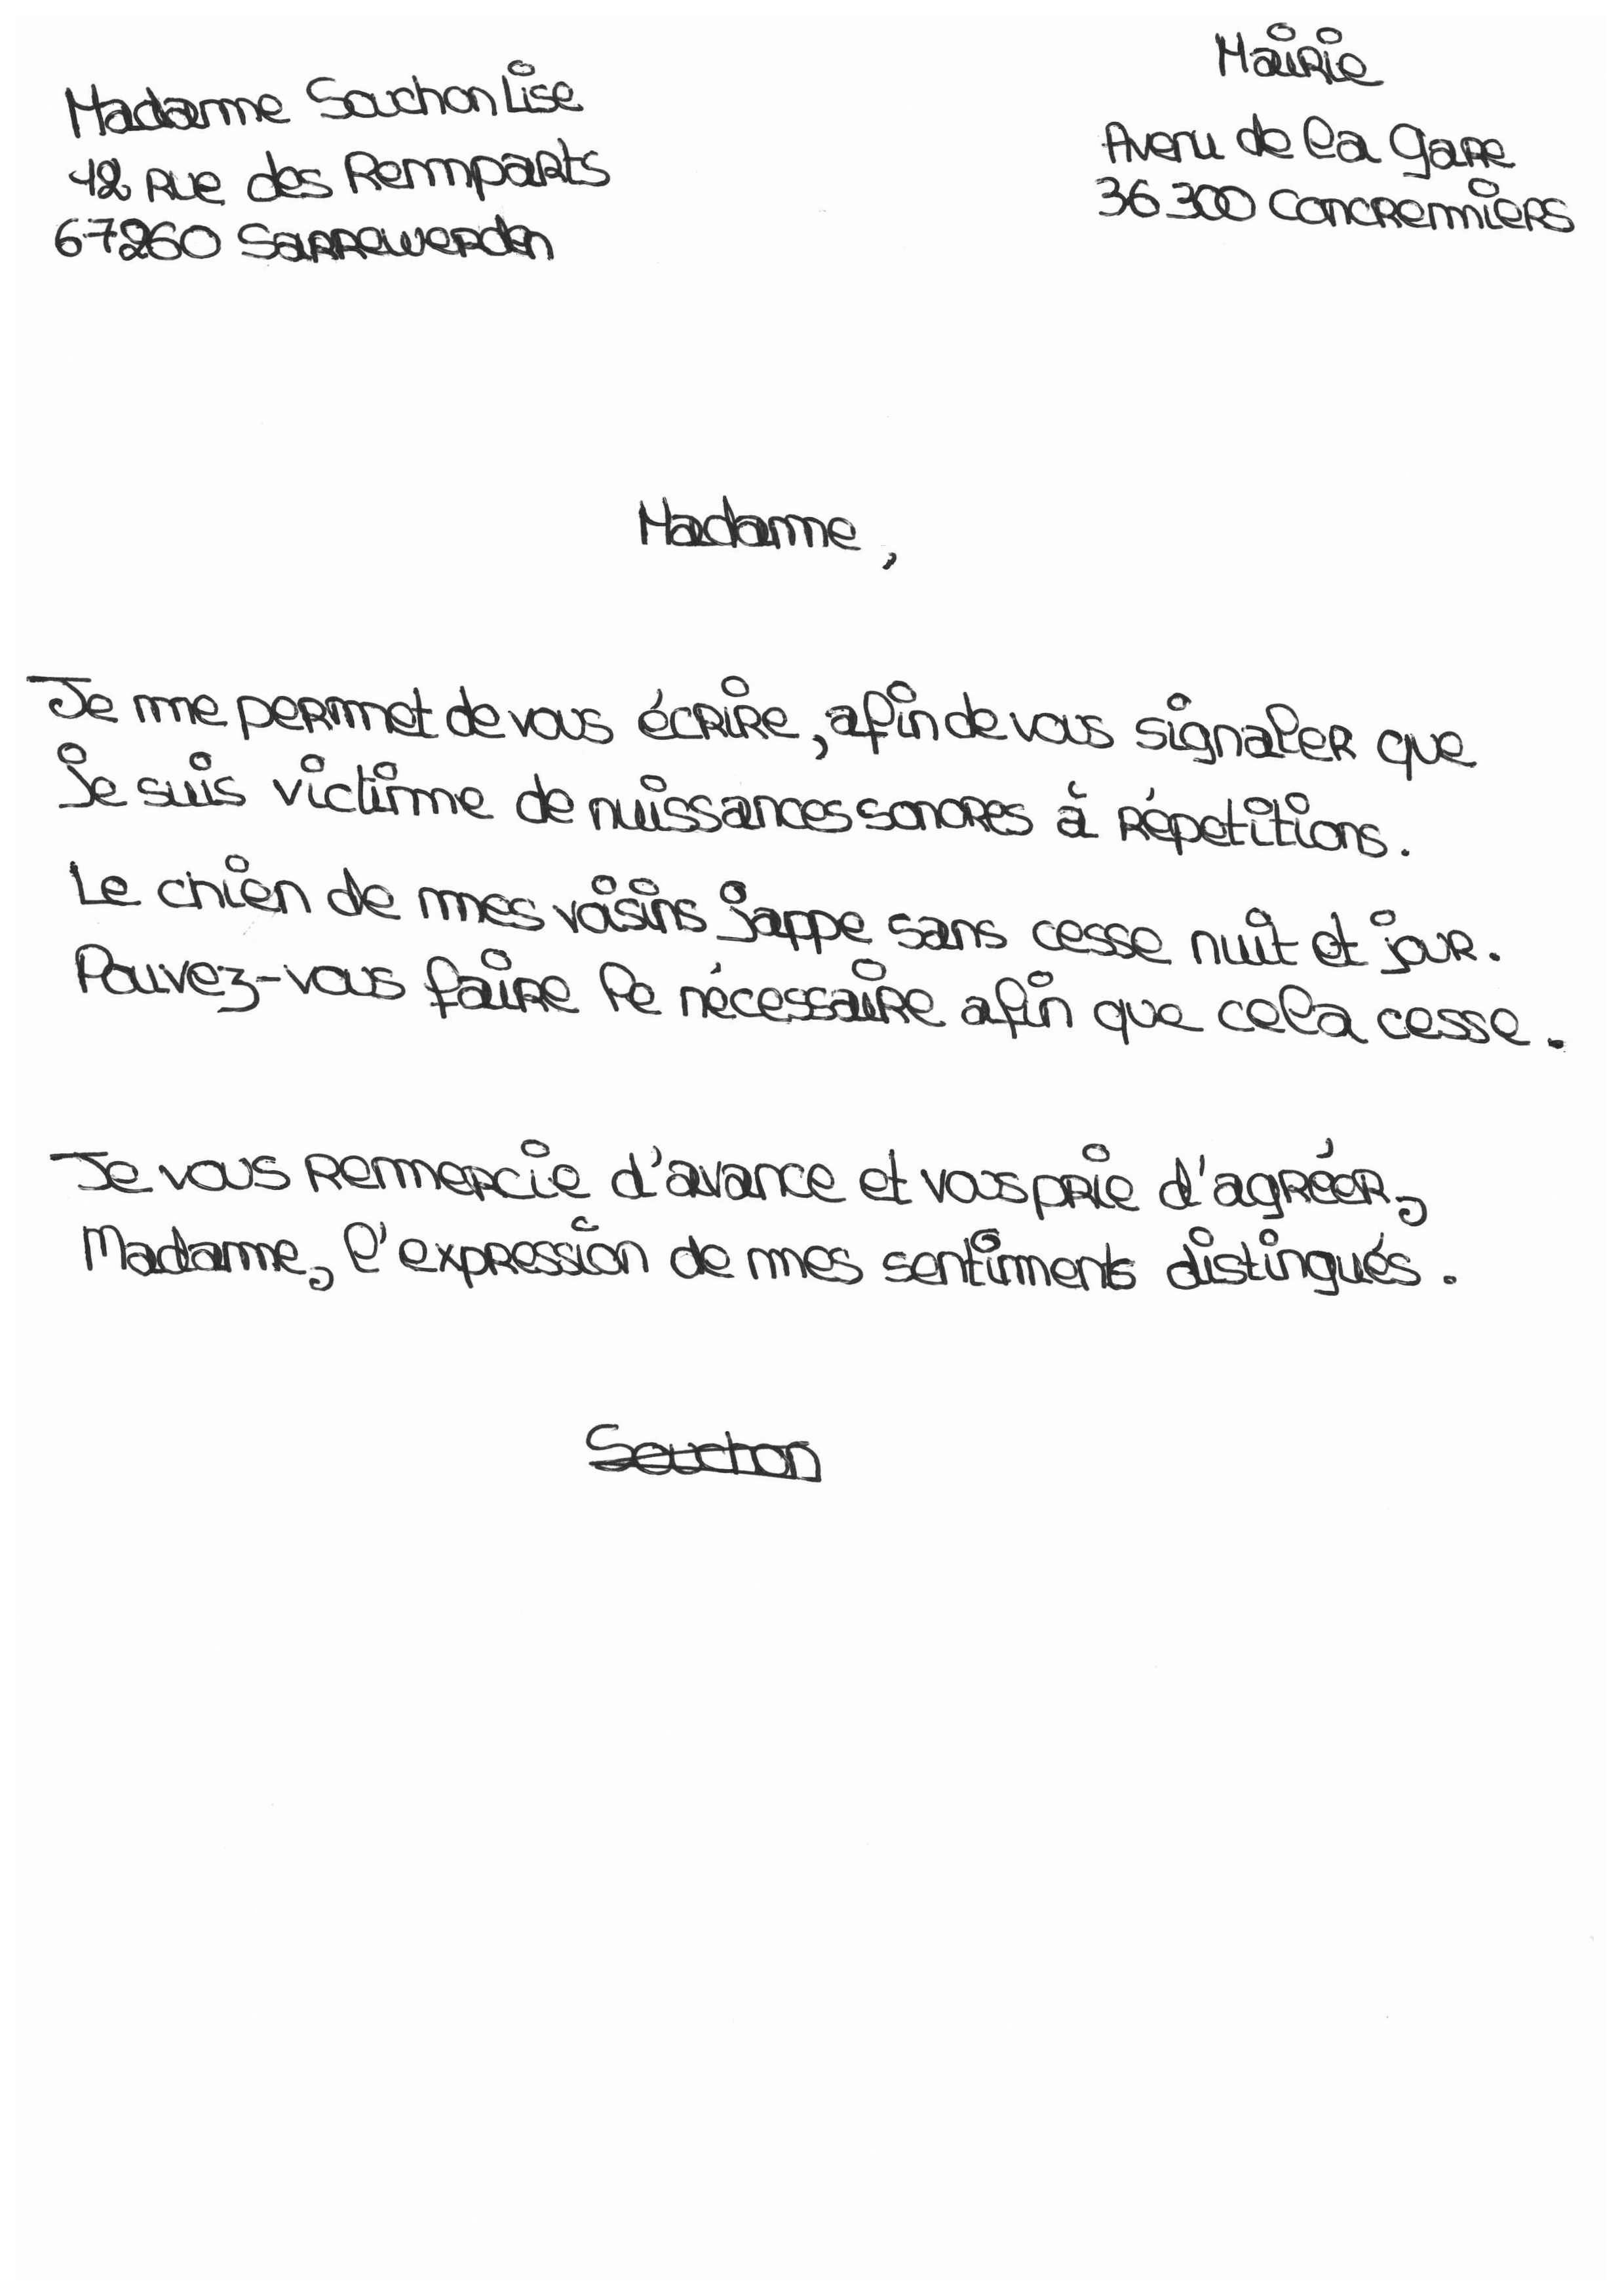 Madame Souchon Lise
42 rue des Remparts
67260 Sarrewerden
Mairie
Avenu de la gare
36 300 Concremiers
Madame,
Je me permet de vous écrire, afin de vous signaler que
je suis victime de nuissances sonores à répetitions.
Le chien de mes voisins jappe sans cesse nuit et jour.
Pouvez-vous faire le nécessaire afin que cela cesse.
Je vous remercie d'avance et vous prie d'agréer,
Madame, l'expression de mes sentiments distingués.
Souchon